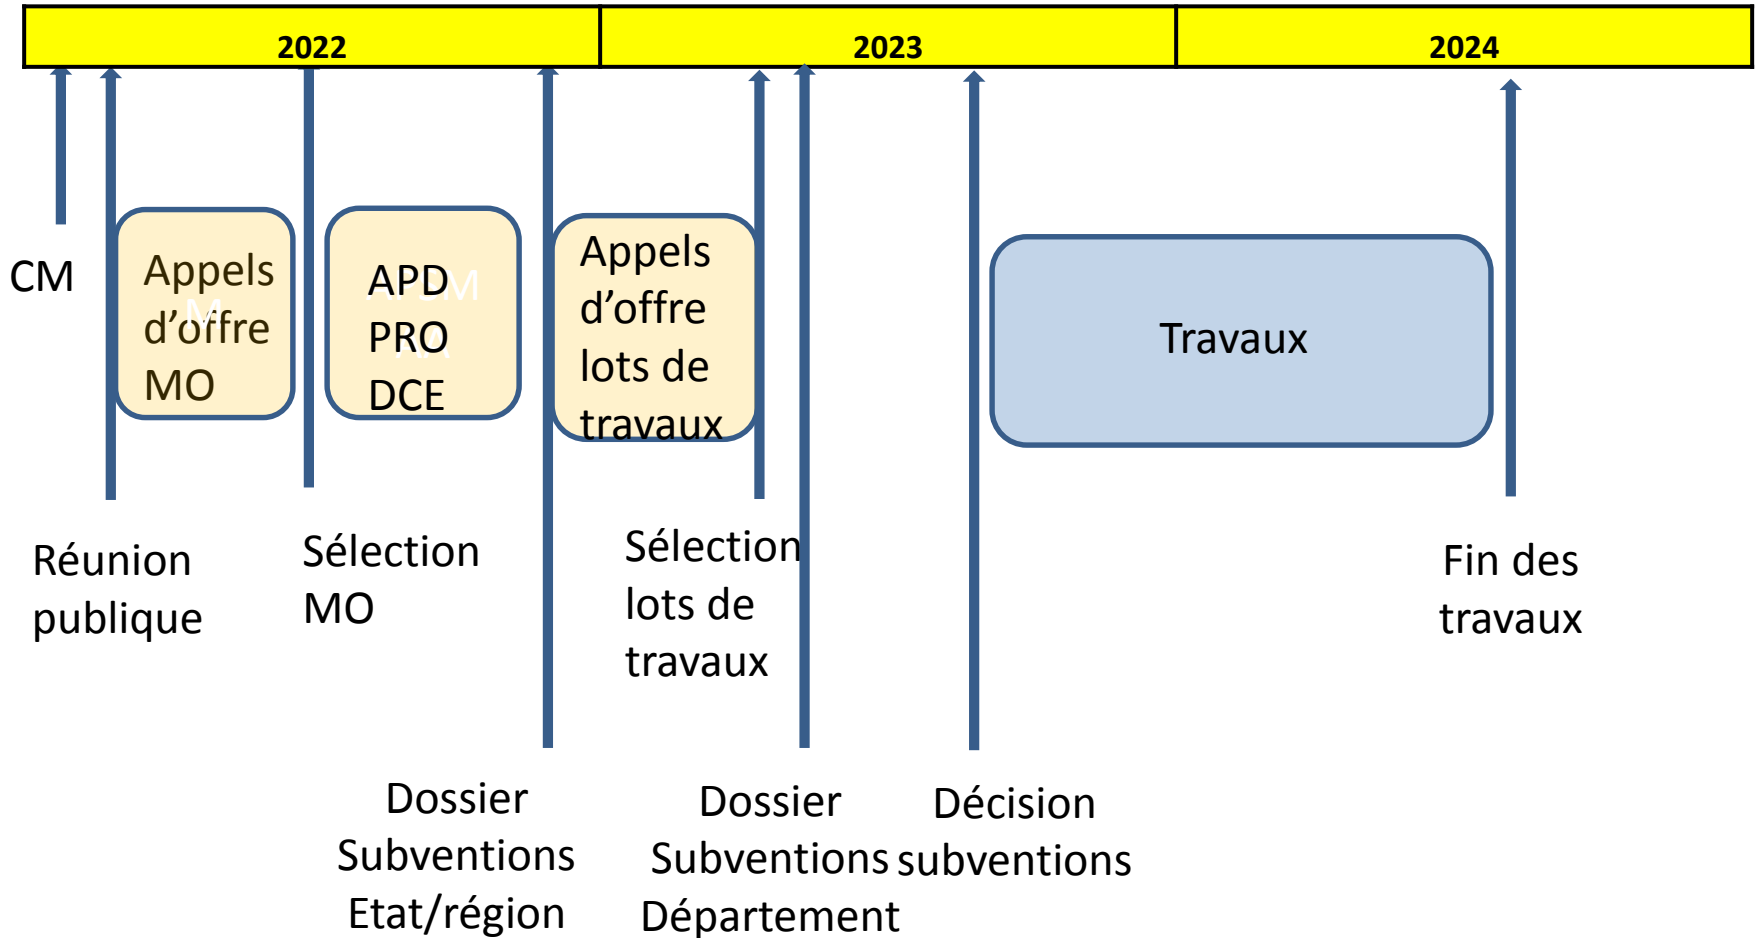 2022
2023
2024
CM
Appels
d’offre
MO
APD
PRO
DCE
Appels
d’offre
lots de
travaux
Travaux
Réunion
publique
Sélection
MO
Sélection
lots de
travaux
Fin des
travaux
Dossier
Subventions
Etat/région
Dossier
Subventions
Département
Décision
subventions